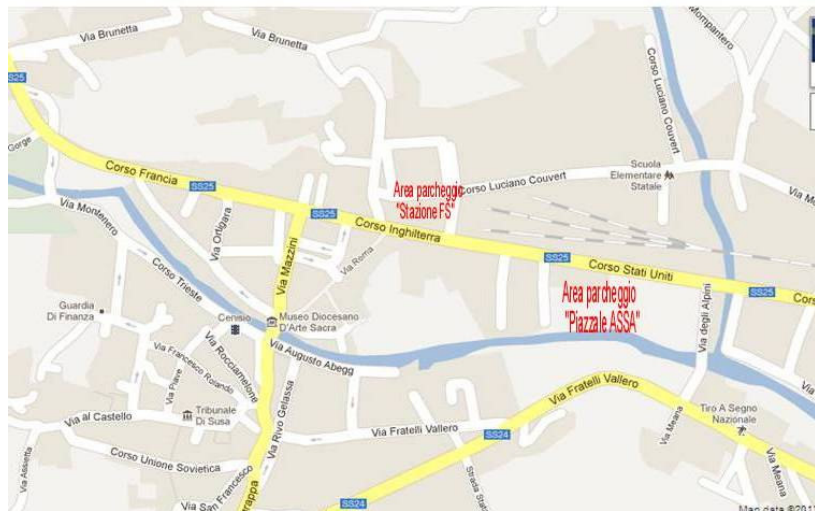 Via Brunetta
Via Brunetta
Mompantero
SS25
Corso Luciano Couvert
Gorge
Corso Francia
SS25
Area parcheggio
"Stazione FS"
Corso Luciano Couvert
Scuola
Elementare
Statale
Via Montenero
Via Ortigara
SS25
Corso Inghilterra
Via Mazzini
Via Roma
SS25
Corso Stati Uniti
SS25
Corso Trieste
Area parcheggio
"Piazzale ASSA"
Via degli Alpini
Guardia
Di Finanza
Cenisio
Museo Diocesano
D'Arte Sacra
Via Augusto Abegg
Via Rocciamelone
Via Francesco Rolando
Via Piave
Via Fratelli Vallero
Via al Castello
Tribunale
Di Susa
Via Rivo Gelassa
Via Fratelli Vallero
SS24
Via Meana
Tiro A Segno
Nazionale
Corso Unione Sovietica
Via Assietta
Via San Francesco
SS24
Via Meana